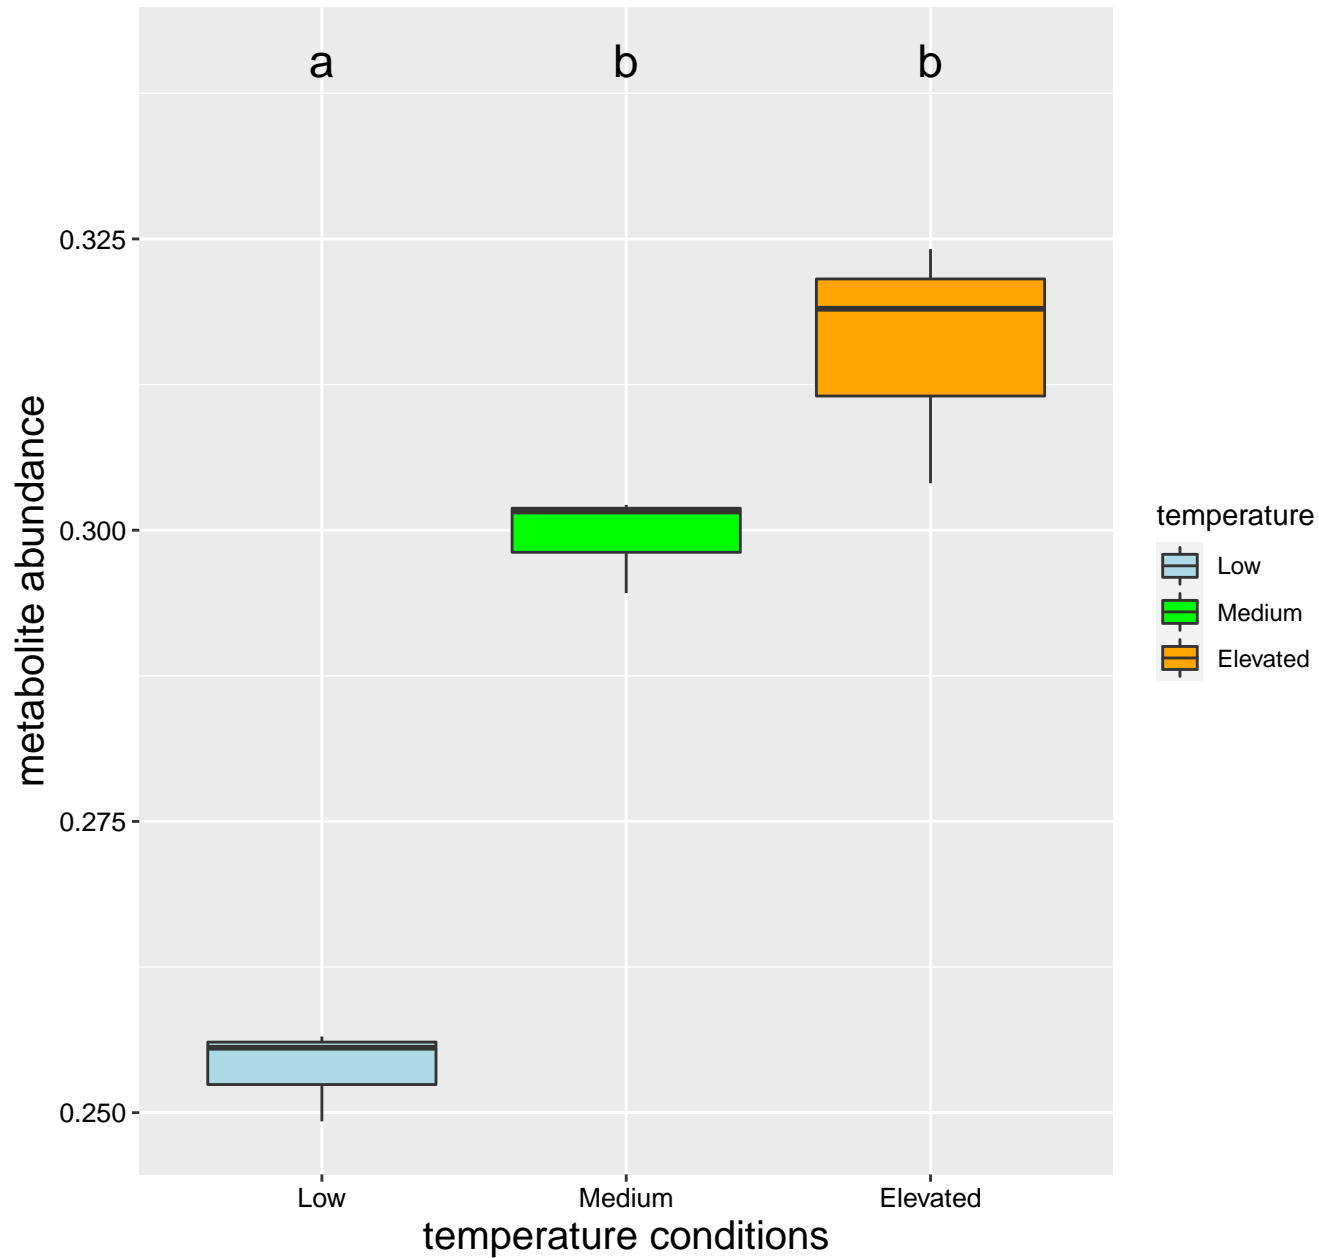 a b b
metabolite abundance
0.325
0.300
0.275
0.250
Low Medium Elevated
temperature conditions
temperature
Low
Medium
Elevated